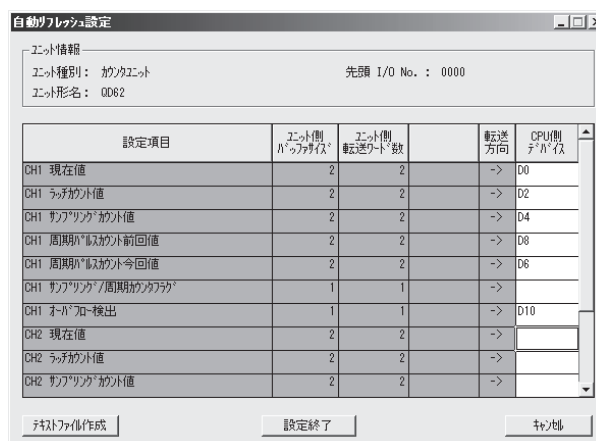 自動リフレッシュ設定
ユニット情報
ユニット種別： カウンタユニット 先頭 I/O No. : 0000
ユニット形名： QD62
設定項目 ユニット側 バッファサイズ ユニット側 転送ワード数 転送 方向 CPU側 デバイス
CH1 現在値 2 2 -> D0
CH1 ラッチカウント値 2 2 -> D2
CH1 サンプリングカウント値 2 2 -> D4
CH1 周期パルスカウント前回値 2 2 -> D8
CH1 周期パルスカウント今回値 2 2 -> D6
CH1 サンプリング/周期カウンタフラグ 1 1 ->
CH1 オーバフロー検出 1 1 -> D10
CH2 現在値 2 2 ->
CH2 ラッチカウント値 2 2 ->
CH2 サンプリングカウント値 2 2 ->
テキストファイル作成 設定終了 キャンセル